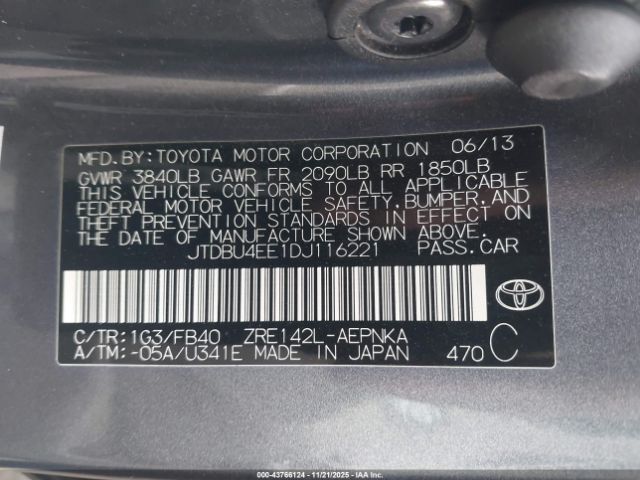 MFD.BY:TOYOTA MOTOR CORPORATION 06/13
GVWR 3840LB GAWR FR 2090LB RR 1850LB
THIS VEHICLE CONFORMS TO ALL APPLICABLE
FEDERAL MOTOR VEHICLE SAFETY,BUMPER,AND
THEFT PREVENTION STANDARDS IN EFFECT ON
THE DATE OF MANUFACTURE SHOWN ABOVE.
JTDBU4EE1DJ116221 PASS.CAR
C/TR:1G3/FB40 ZRE142L-AEPNKA
A/TM:-05A/U341E MADE IN JAPAN 470 C
000-43766124 - 11/21/2025 - IAAI.COM